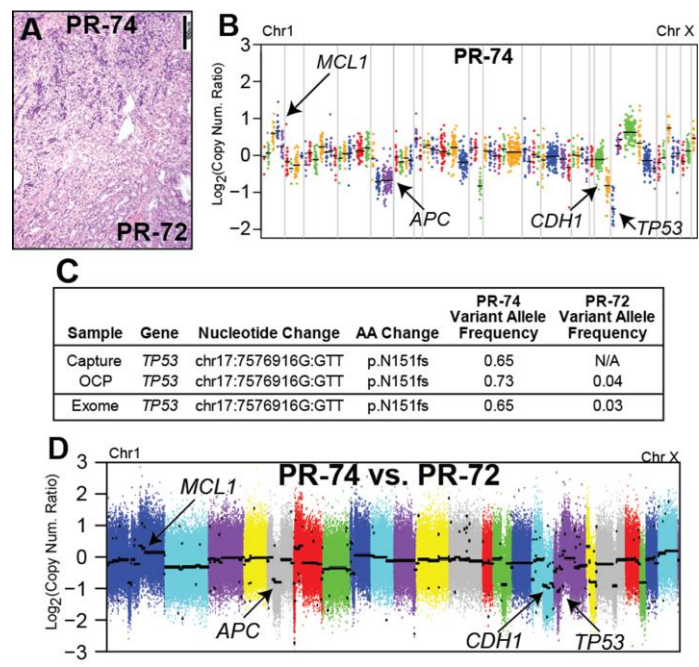 A
PR-74
PR-72
B
Chr1
Chr X
PR-74
MCL1
APC
CDH1
TP53
Log2(Copy Num. Ratio)
3
2
1
0
−1
−2
C
Sample Gene Nucleotide Change AA Change PR-74 Variant Allele Frequency PR-72 Variant Allele Frequency
Capture TP53 chr17:7576916G:GTT p.N151fs 0.65 N/A
OCP TP53 chr17:7576916G:GTT p.N151fs 0.73 0.04
Exome TP53 chr17:7576916G:GTT p.N151fs 0.65 0.03
D
Chr1
Chr X
PR-74 vs. PR-72
MCL1
APC
CDH1
TP53
Log2(Copy Num. Ratio)
3
2
1
0
−1
−2
−3